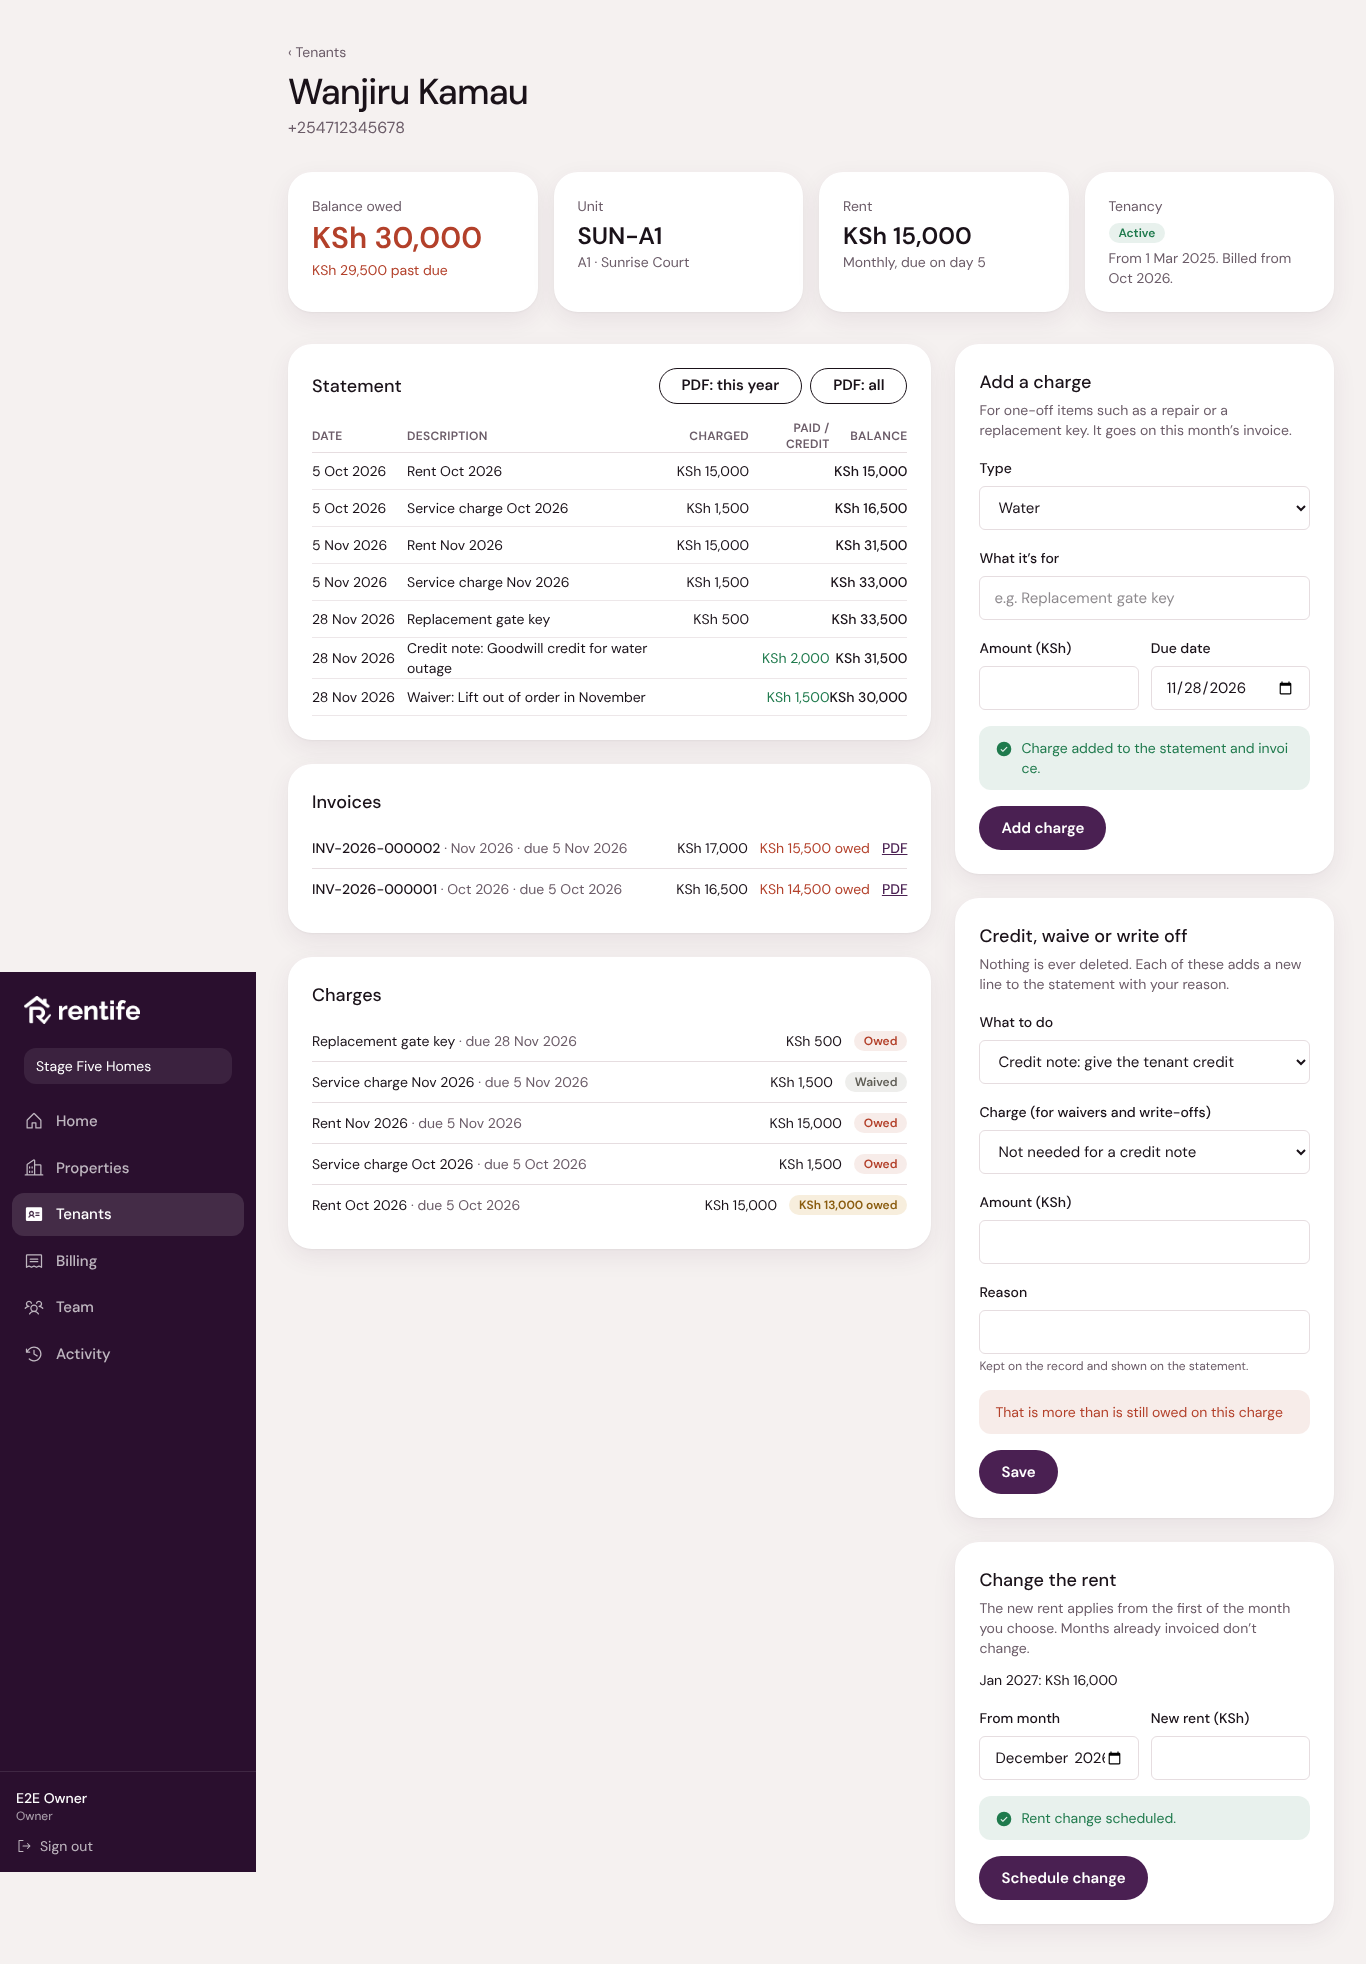 ‹ Tenants
Wanjiru Kamau
+254712345678
Balance owed
KSh 30,000
KSh 29,500 past due
Unit
SUN-A1
A1 · Sunrise Court
Rent
KSh 15,000
Monthly, due on day 5
Tenancy
Active
From 1 Mar 2025. Billed from
Oct 2026.
Statement
PDF: this year
PDF: all
DATE DESCRIPTION CHARGED PAID / CREDIT BALANCE
5 Oct 2026 Rent Oct 2026 KSh 15,000 KSh 15,000
5 Oct 2026 Service charge Oct 2026 KSh 1,500 KSh 16,500
5 Nov 2026 Rent Nov 2026 KSh 15,000 KSh 31,500
5 Nov 2026 Service charge Nov 2026 KSh 1,500 KSh 33,000
28 Nov 2026 Replacement gate key KSh 500 KSh 33,500
28 Nov 2026 Credit note: Goodwill credit for water
outage KSh 2,000 KSh 31,500
28 Nov 2026 Waiver: Lift out of order in November KSh 1,500 KSh 30,000
Invoices
INV-2026-000002 · Nov 2026 · due 5 Nov 2026 KSh 17,000 KSh 15,500 owed PDF
INV-2026-000001 · Oct 2026 · due 5 Oct 2026 KSh 16,500 KSh 14,500 owed PDF
Charges
Replacement gate key · due 28 Nov 2026 KSh 500 Owed
Service charge Nov 2026 · due 5 Nov 2026 KSh 1,500 Waived
Rent Nov 2026 · due 5 Nov 2026 KSh 15,000 Owed
Service charge Oct 2026 · due 5 Oct 2026 KSh 1,500 Owed
Rent Oct 2026 · due 5 Oct 2026 KSh 15,000 KSh 13,000 owed
Add a charge
For one-off items such as a repair or a
replacement key. It goes on this month’s invoice.
Type
Water
What it’s for
e.g. Replacement gate key
Amount (KSh)
Due date
11/28/2026
Charge added to the statement and invoi
ce.
Add charge
Credit, waive or write off
Nothing is ever deleted. Each of these adds a new
line to the statement with your reason.
What to do
Credit note: give the tenant credit
Charge (for waivers and write-offs)
Not needed for a credit note
Amount (KSh)
Reason
Kept on the record and shown on the statement.
That is more than is still owed on this charge
Save
Change the rent
The new rent applies from the first of the month
you choose. Months already invoiced don’t
change.
Jan 2027: KSh 16,000
From month
New rent (KSh)
December 2026
Rent change scheduled.
Schedule change
rentife
Stage Five Homes
Home
Properties
Tenants
Billing
Team
Activity
E2E Owner
Owner
Sign out